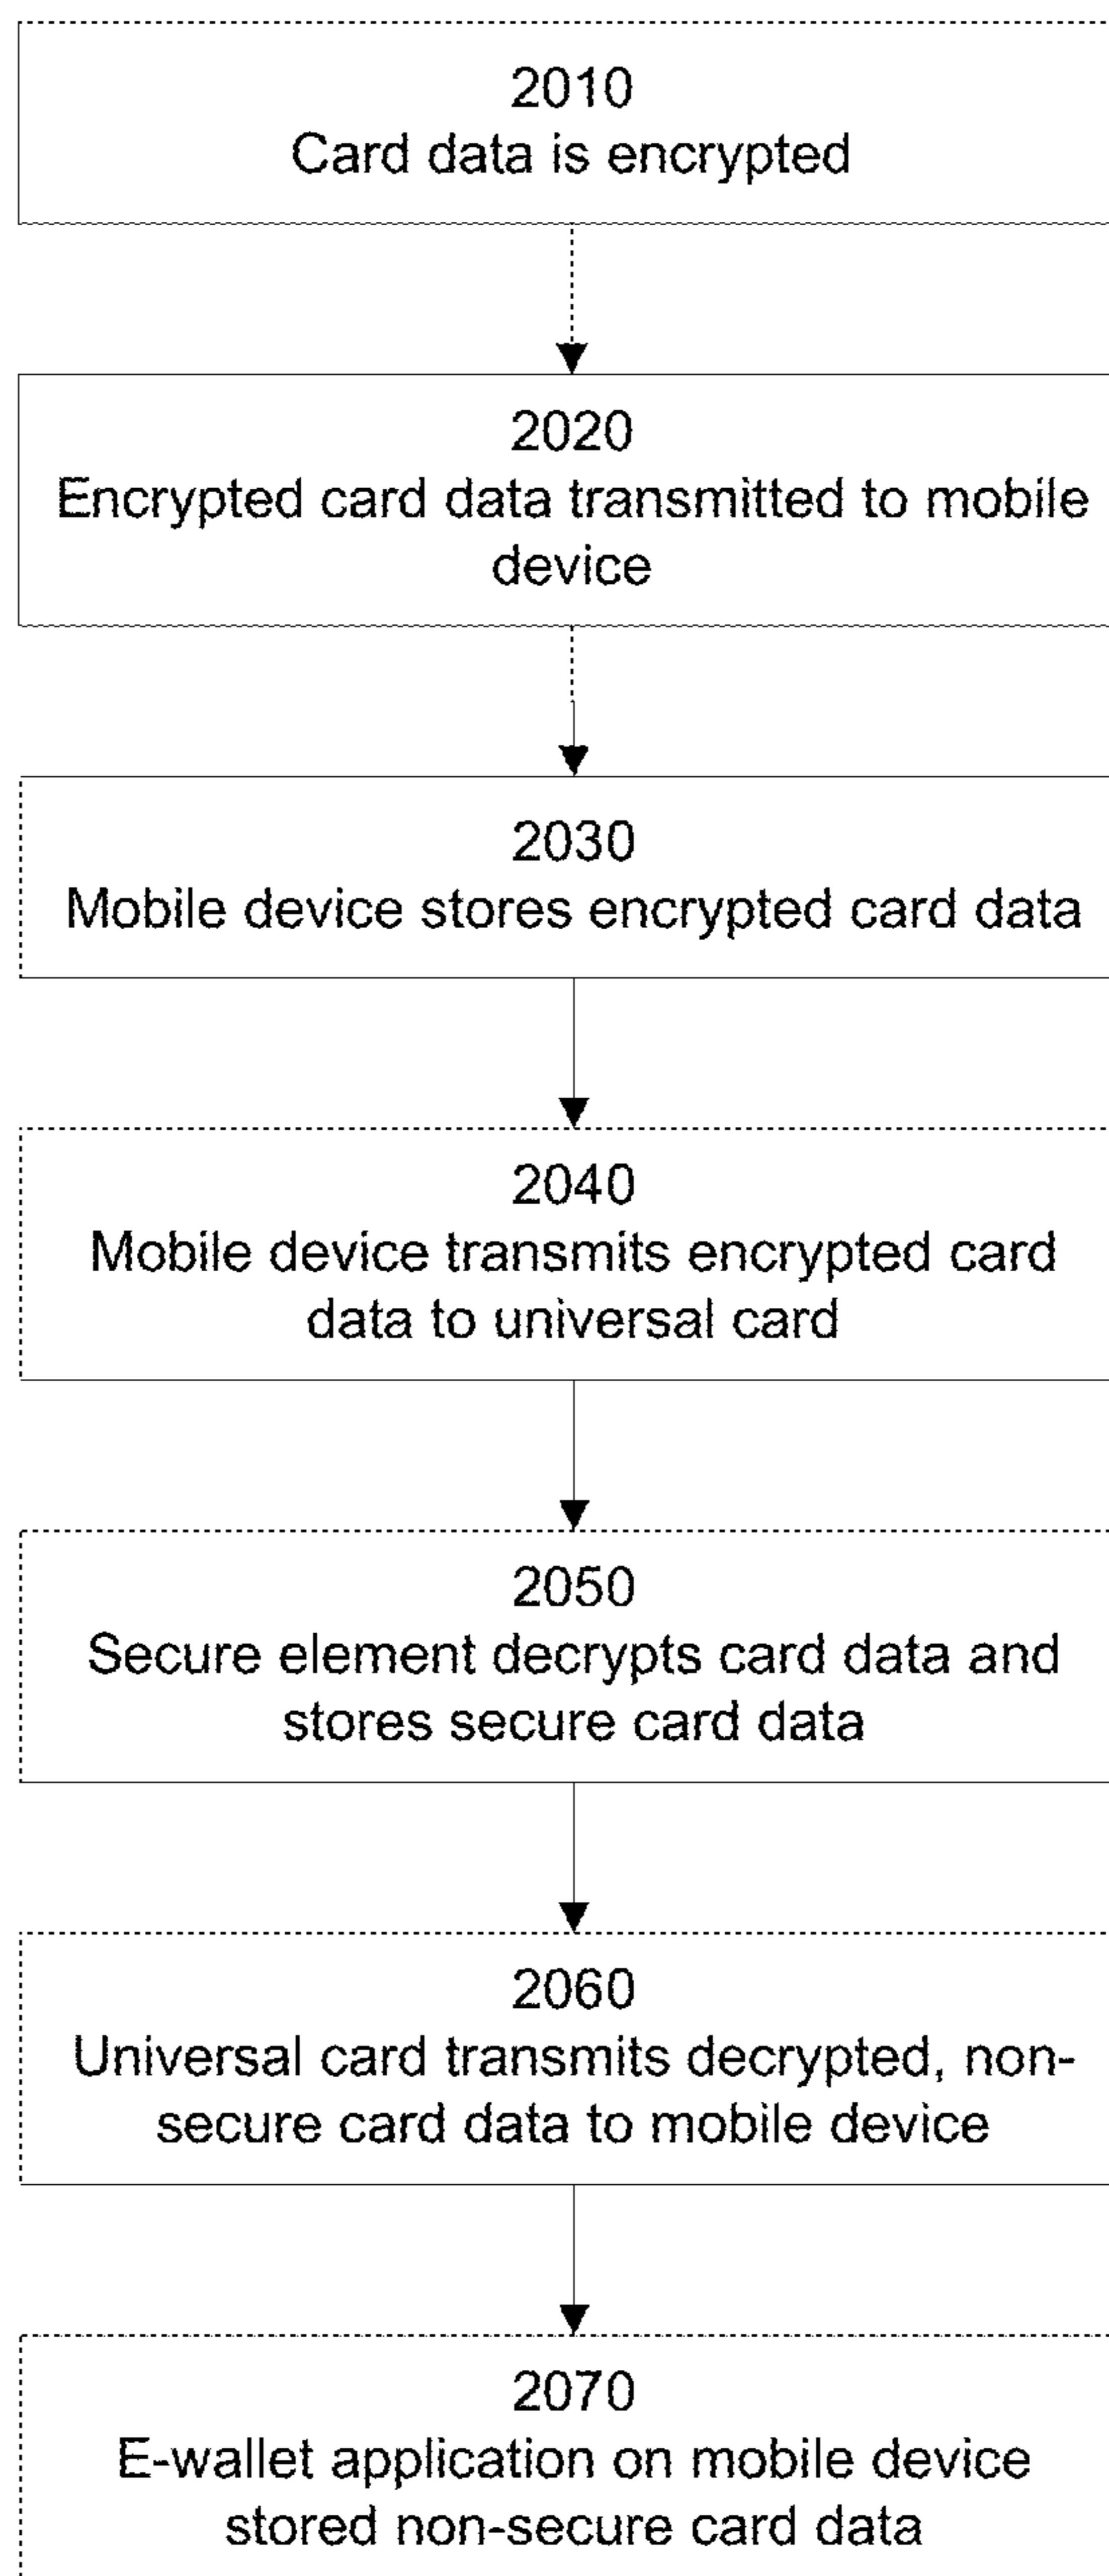 2010
Card data is encrypted
2020
Encrypted card data transmitted to mobile
device
2030
Mobile device stores encrypted card data
2040
Mobile device transmits encrypted card
data to universal card
2050
Secure element decrypts card data and
stores secure card data
2060
Universal card transmits decrypted, non-
secure card data to mobile device
2070
E-wallet application on mobile device
stored non-secure card data